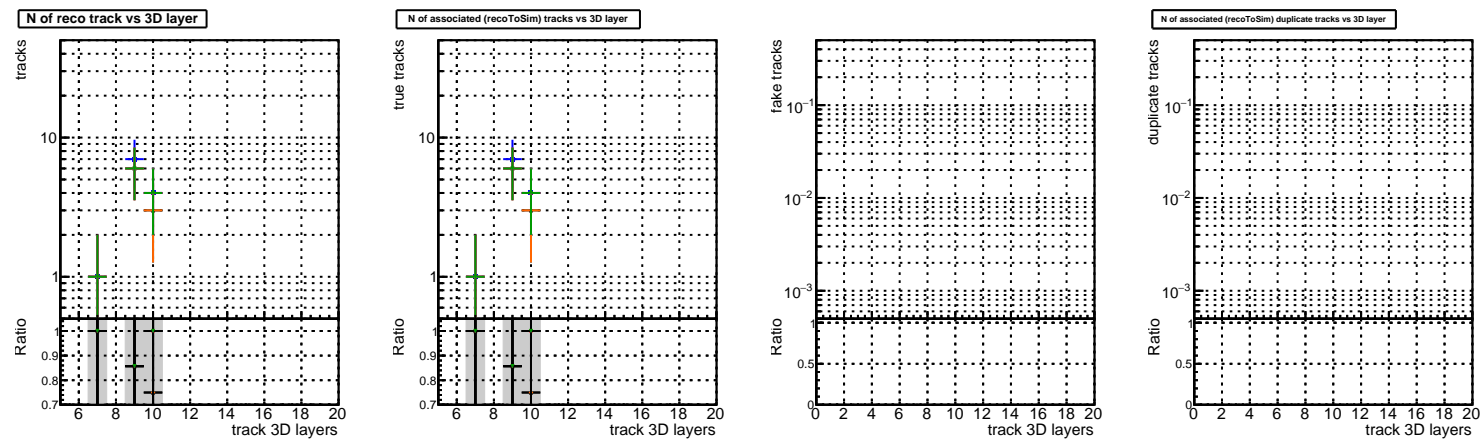 N of reco track vs 3D layer
tracks
10
1
Ratio
1
0.9
0.8
0.7
6 8 10 12 14 16 18 20
track 3D layers
N of associated (recoToSim) tracks vs 3D layer
true tracks
10
1
Ratio
1
0.9
0.8
0.7
6 8 10 12 14 16 18 20
track 3D layers
fake tracks
10−1
10−2
10−3
Ratio
1
0.5
0
0 2 4 6 8 10 12 14 16 18 20
track 3D layers
N of associated (recoToSim) duplicate tracks vs 3D layer
duplicate tracks
10−1
10−2
10−3
Ratio
1
0.5
0
0 2 4 6 8 10 12 14 16 18 20
track 3D layers